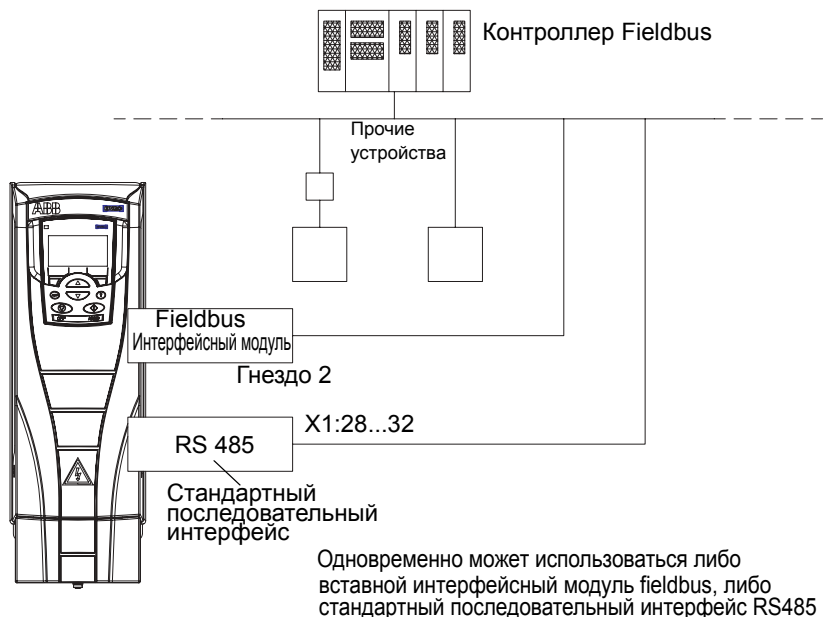 Контроллер Fieldbus
Прочие
устройства
ABB
Fieldbus
Интерфейсный модуль
Гнездо 2
X1:28...32
RS 485
Стандартный
последовательный
интерфейс
Одновременно может использоваться либо
вставной интерфейсный модуль fieldbus, либо
стандартный последовательный интерфейс RS485